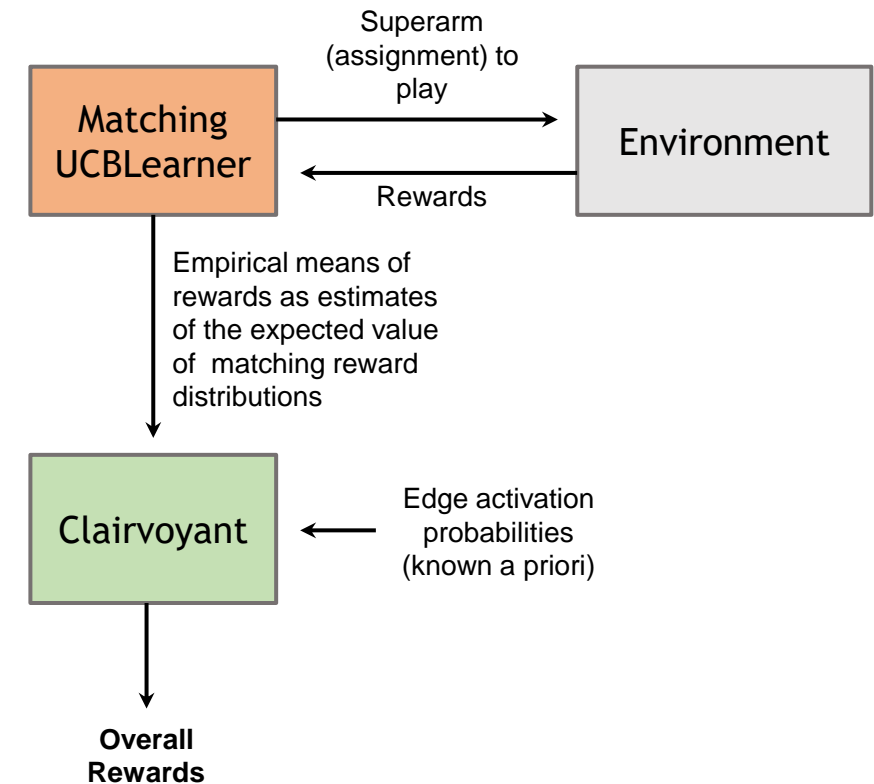 Superarm
(assignment) to
play
Matching
UCBLearner
Environment
Rewards
Empirical means of
rewards as estimates
of the expected value
of matching reward
distributions
Clairvoyant
Edge activation
probabilities
(known a priori)
Overall
Rewards